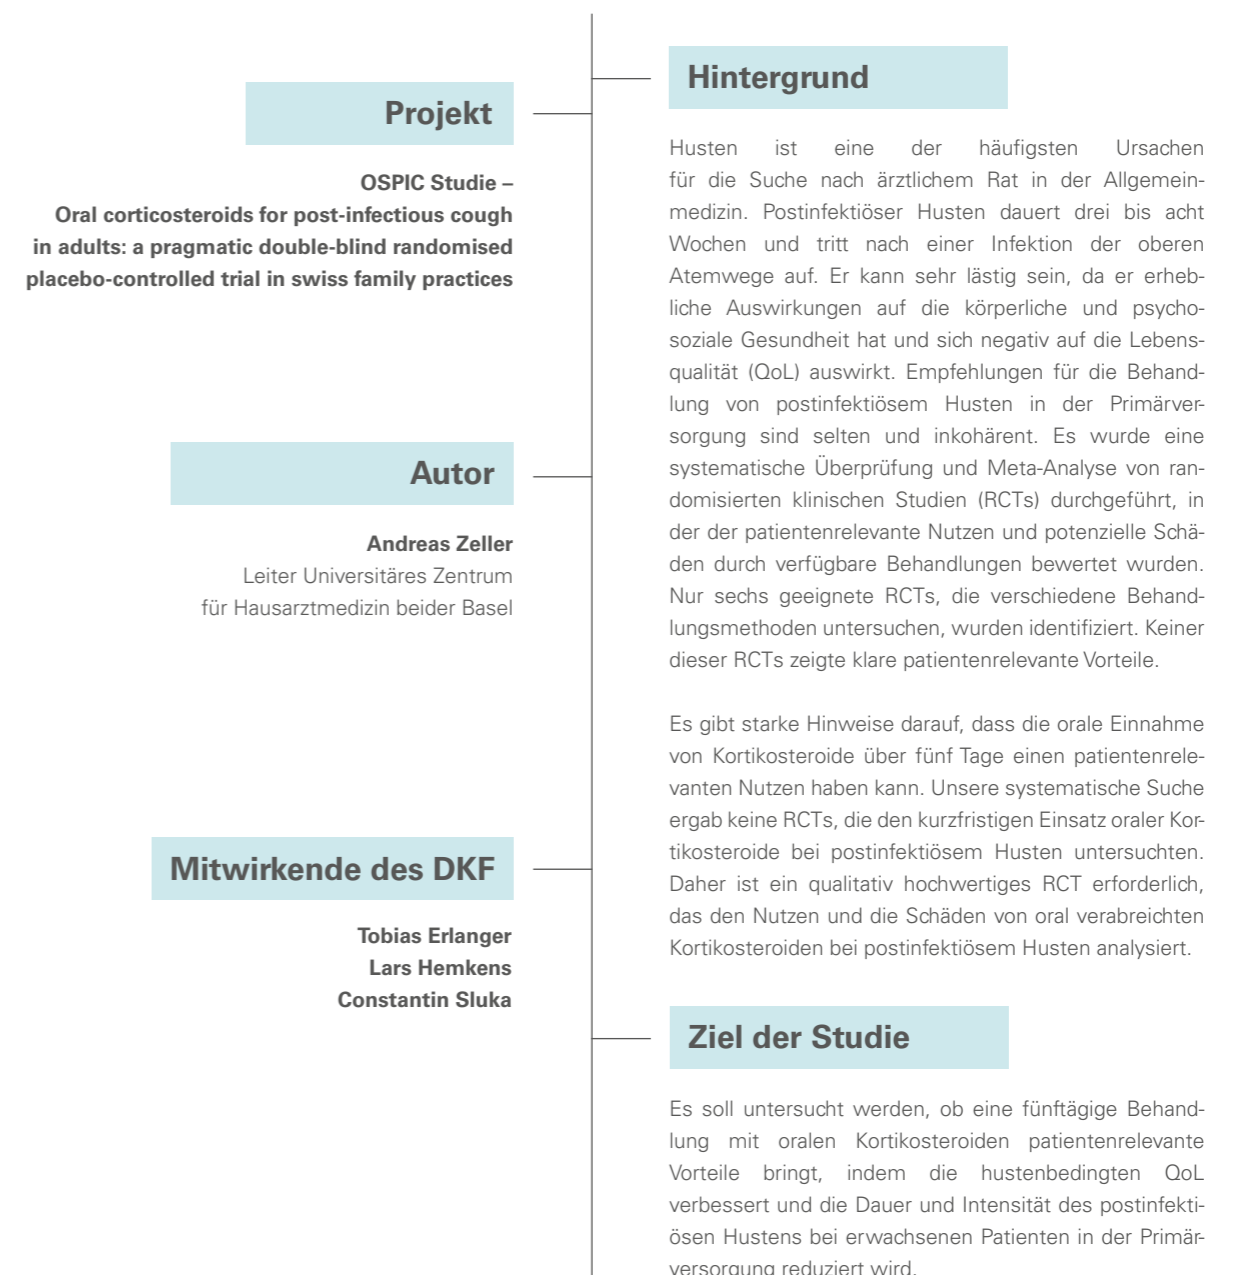 Projekt
OSPIC Studie –
Oral corticosteroids for post-infectious cough
in adults: a pragmatic double-blind randomised
placebo-controlled trial in swiss family practices
Autor
Andreas Zeller
Leiter Universitäres Zentrum
für Hausarztmedizin beider Basel
Mitwirkende des DKF
Tobias Erlanger
Lars Hemkens
Constantin Sluka
Hintergrund
Husten ist eine der häufigsten Ursachen
für die Suche nach ärztlichem Rat in der Allgemein-
medizin. Postinfektiöser Husten dauert drei bis acht
Wochen und tritt nach einer Infektion der oberen
Atemwege auf. Er kann sehr lästig sein, da er erheb-
liche Auswirkungen auf die körperliche und psycho-
soziale Gesundheit hat und sich negativ auf die Lebens-
qualität (QoL) auswirkt. Empfehlungen für die Behand-
lung von postinfektiösem Husten in der Primärver-
sorgung sind selten und inkohärent. Es wurde eine
systematische Überprüfung und Meta-Analyse von ran-
domisierten klinischen Studien (RCTs) durchgeführt, in
der der patientenrelevante Nutzen und potenzielle Schä-
den durch verfügbare Behandlungen bewertet wurden.
Nur sechs geeignete RCTs, die verschiedene Behand-
lungsmethoden untersuchen, wurden identifiziert. Keiner
dieser RCTs zeigte klare patientenrelevante Vorteile.
Es gibt starke Hinweise darauf, dass die orale Einnahme
von Kortikosteroide über fünf Tage einen patientenrele-
vanten Nutzen haben kann. Unsere systematische Suche
ergab keine RCTs, die den kurzfristigen Einsatz oraler Kor-
tikosteroide bei postinfektiösem Husten untersuchten.
Daher ist ein qualitativ hochwertiges RCT erforderlich,
das den Nutzen und die Schäden von oral verabreichten
Kortikosteroiden bei postinfektiösem Husten analysiert.
Ziel der Studie
Es soll untersucht werden, ob eine fünftägige Behand-
lung mit oralen Kortikosteroiden patientenrelevante
Vorteile bringt, indem die hustenbedingten QoL
verbessert und die Dauer und Intensität des postinfekti-
ösen Hustens bei erwachsenen Patienten in der Primär-
versorgung reduziert wird.